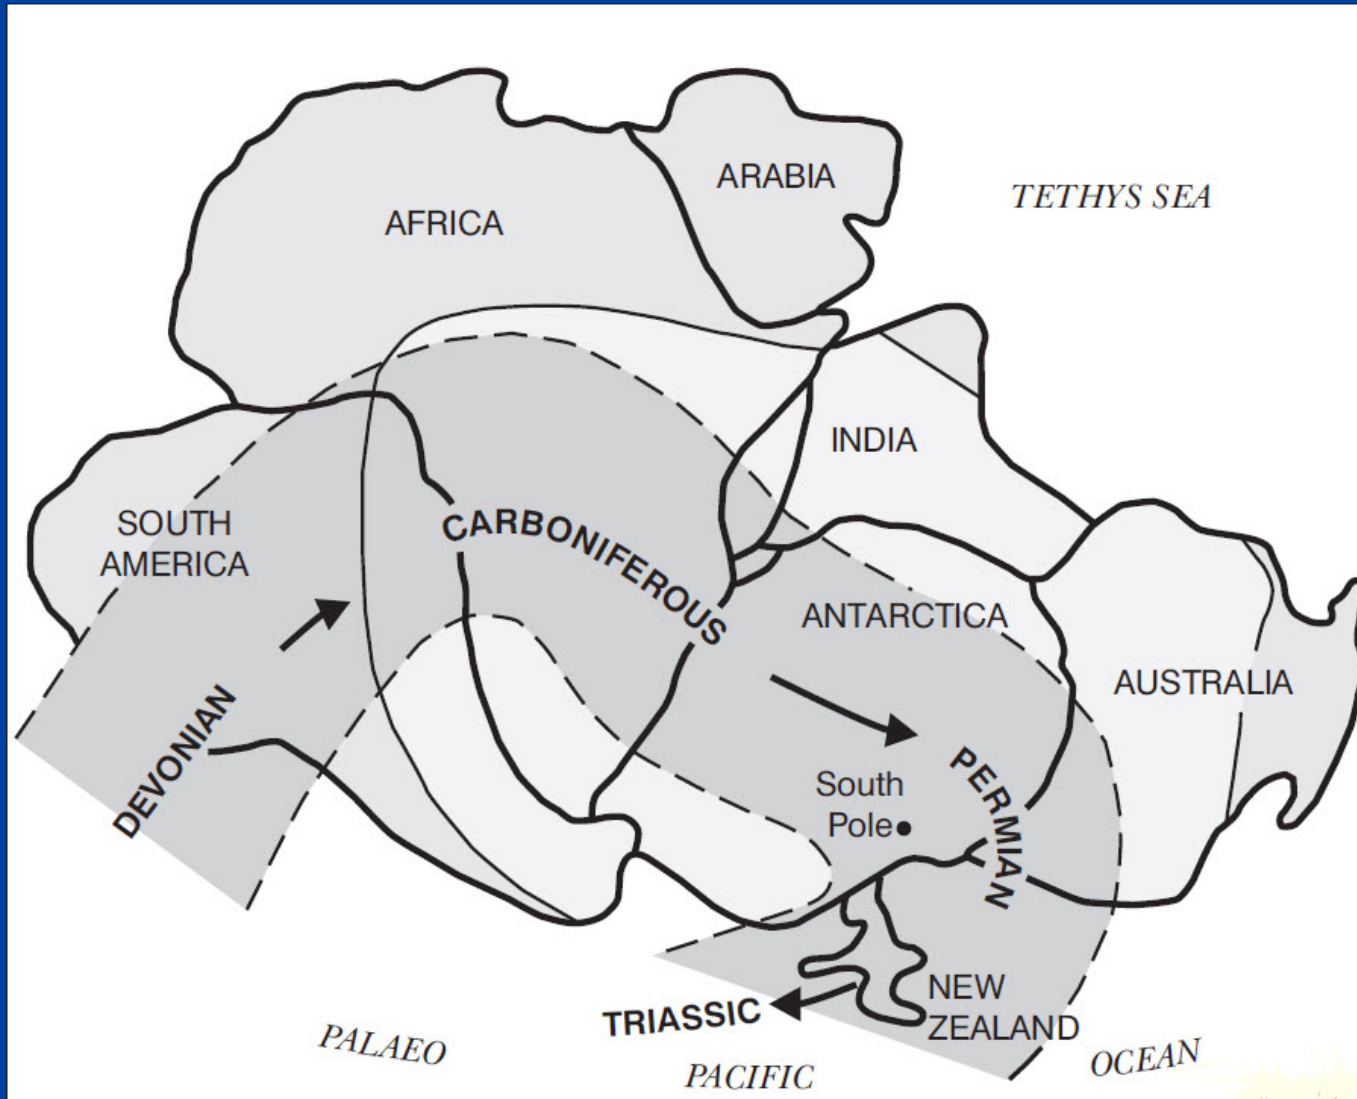 ARABIA
TETHYS SEA
AFRICA
INDIA
SOUTH
AMERICA
CARBONIFEROUS
ANTARCTICA
AUSTRALIA
DEVONIAN
South
Pole
PERMIAN
NEW
ZEALAND
TRIASSIC
PALAEO
PACIFIC
OCEAN